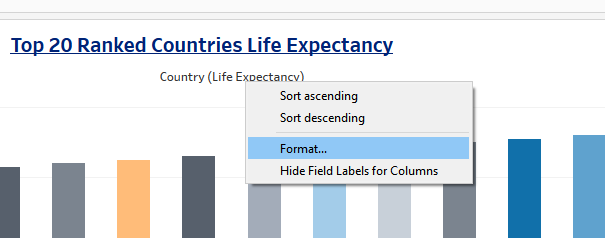 Top 20 Ranked Countries Life Expectancy
Country (Life Expectancy)
Sort ascending
Sort descending
Format...
Hide Field Labels for Columns